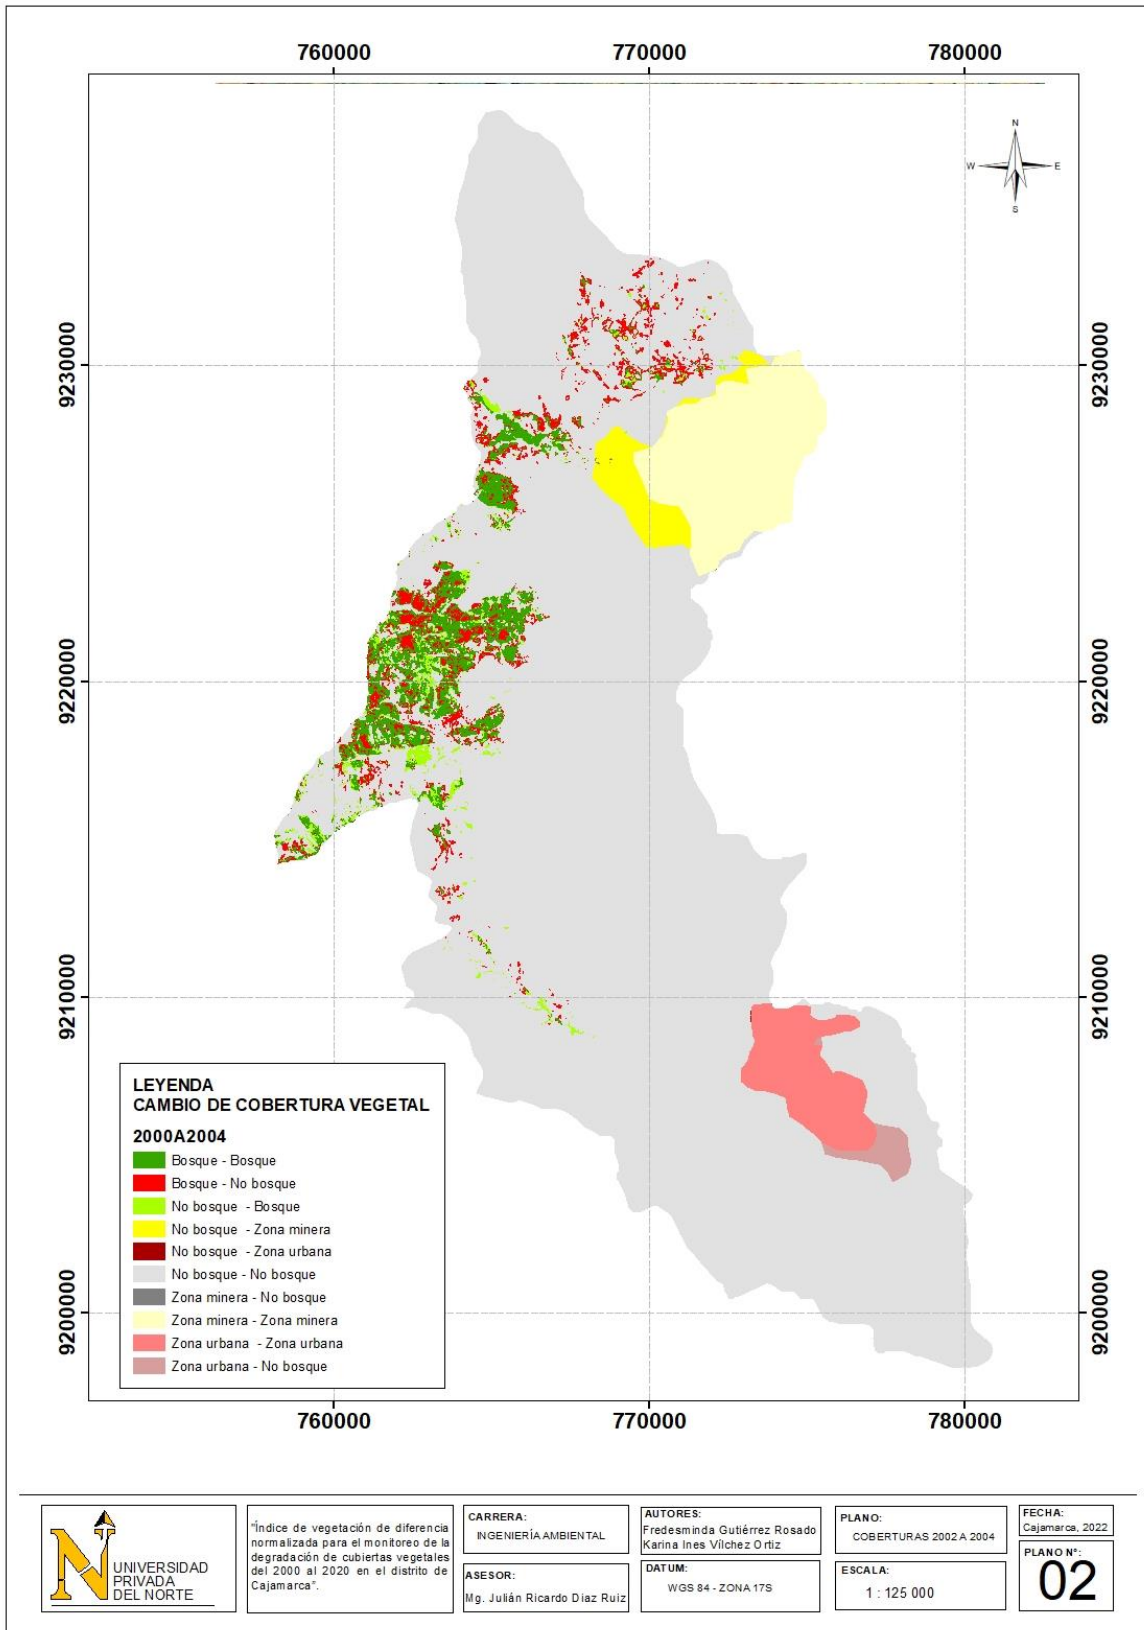 760000
770000
780000
N
W
E
S
9230000
9230000
9220000
9220000
9210000
9210000
9200000
9200000
LEYENDA
CAMBIO DE COBERTURA VEGETAL
2000A2004
Bosque - Bosque
Bosque - No bosque
No bosque - Bosque
No bosque - Zona minera
No bosque - Zona urbana
No bosque - No bosque
Zona minera - No bosque
Zona minera - Zona minera
Zona urbana - Zona urbana
Zona urbana - No bosque
760000
770000
780000
N
UNIVERSIDAD
PRIVADA
DEL NORTE
"Índice de vegetación de diferencia
normalizada para el monitoreo de la
degradación de cubiertas vegetales
del 2000 al 2020 en el distrito de
Cajamarca".
CARRERA:
INGENIERÍA AMBIENTAL
ASESOR:
Mg. Julián Ricardo Diaz Ruiz
AUTORES:
Fredesminda Gutiérrez Rosado
Karina Ines Vílchez Ortiz
DATUM:
WGS 84 - ZONA 17S
PLANO:
COBERTURAS 2002 A 2004
ESCALA:
1 : 125 000
FECHA:
Cajamarca, 2022
PLANO Nº:
02